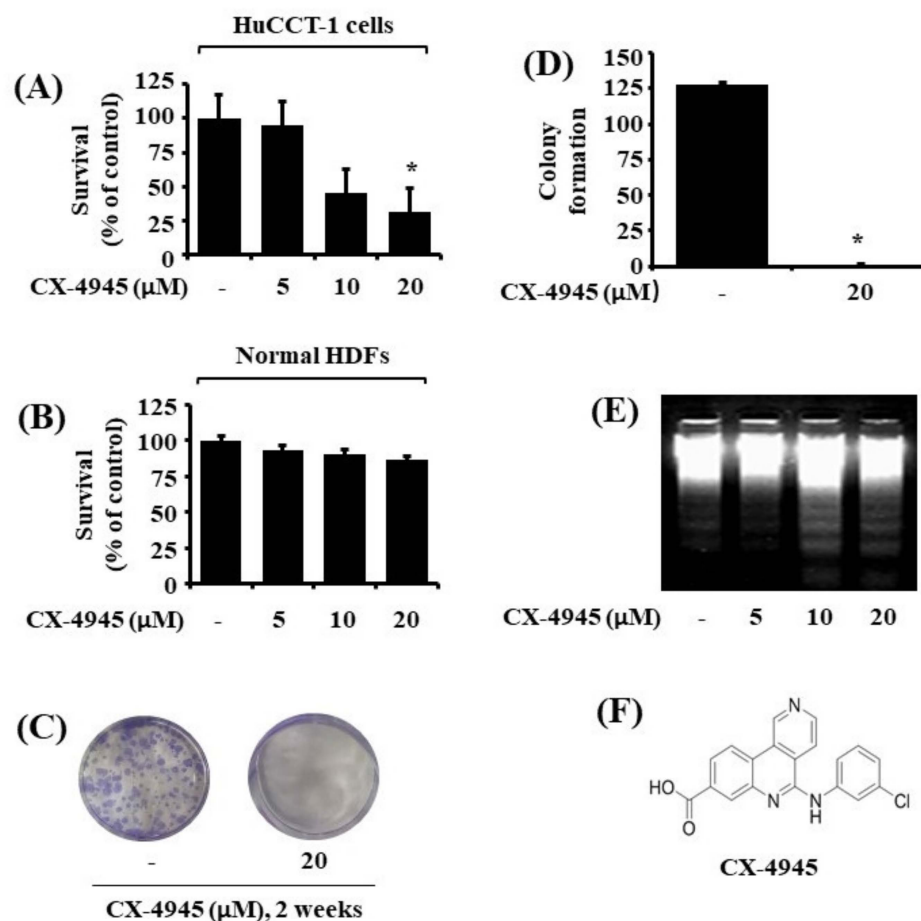 HuCCT-1 cells
(A)
Survival
(% of control)
125
100
75
50
25
0
CX-4945 (μM) - 5 10 20
*
(D)
Colony
formation
150
125
100
75
50
25
0
CX-4945 (μM) - 20
*
Normal HDFs
(B)
Survival
(% of control)
125
100
75
50
25
0
CX-4945 (μM) - 5 10 20
(E)
CX-4945 (μM) - 5 10 20
(C)
- 20
CX-4945 (μM), 2 weeks
(F)
N
HO
O
N
N
H
Cl
CX-4945